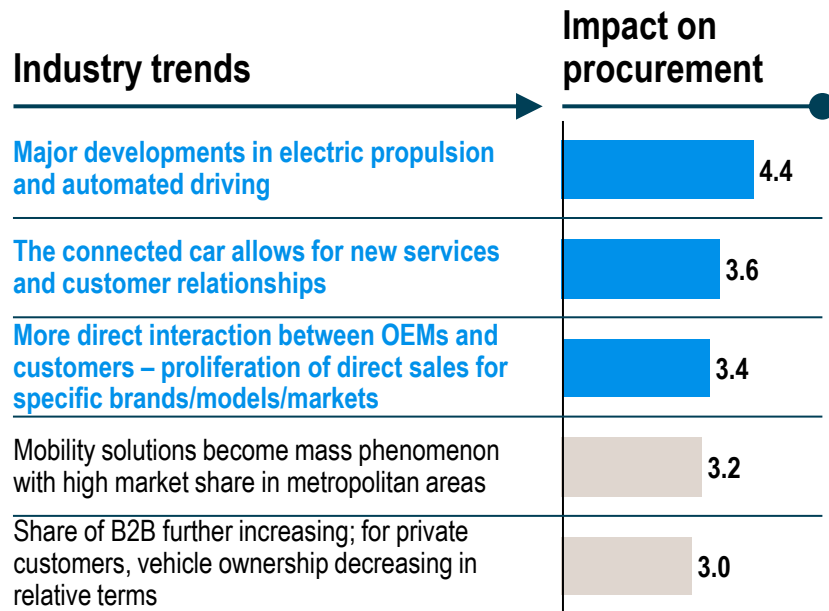 Industry trends
Impact on
procurement
Major developments in electric propulsion
and automated driving
4.4
The connected car allows for new services
and customer relationships
3.6
More direct interaction between OEMs and
customers – proliferation of direct sales for
specific brands/models/markets
3.4
Mobility solutions become mass phenomenon
with high market share in metropolitan areas
3.2
Share of B2B further increasing; for private
customers, vehicle ownership decreasing in
relative terms
3.0